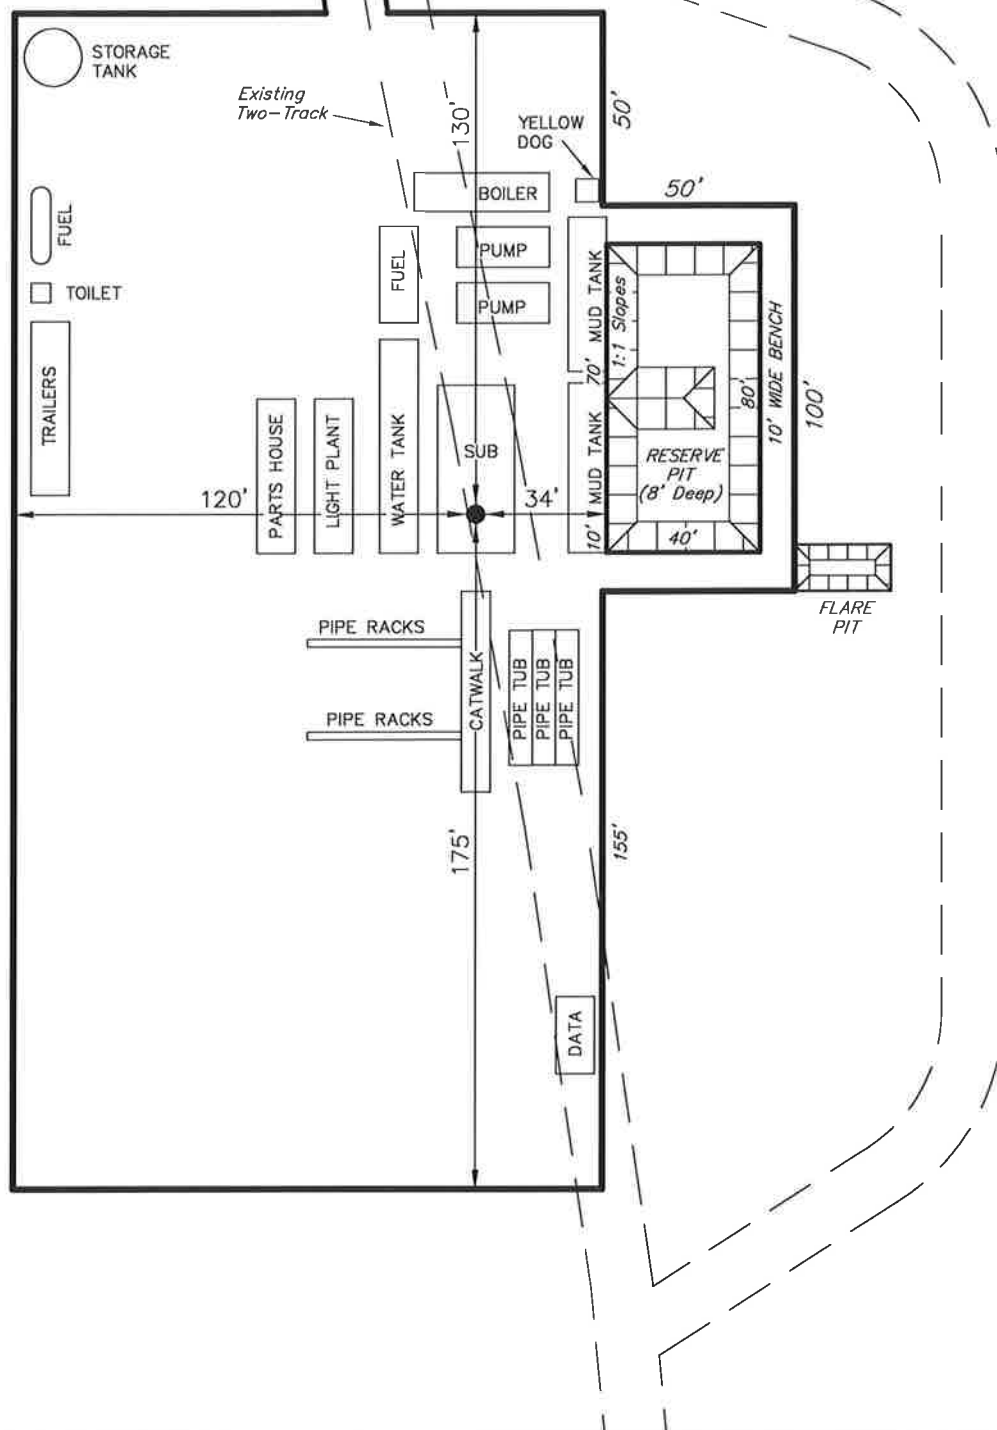 STORAGE
TANK
Existing
Two-Track
130'
YELLOW
DOG
50'
50'
BOILER
FUEL
FUEL
PUMP
PUMP
TOILET
MUD TANK
70'
MUD TANK
10'
1:1 Slopes
80'
10' WIDE BENCH
100'
TRAILERS
PARTS HOUSE
LIGHT PLANT
WATER TANK
SUB
RESERVE
PIT
(8' Deep)
120'
34'
40'
FLARE
PIT
PIPE RACKS
PIPE RACKS
CATWALK
PIPE TUB
PIPE TUB
PIPE TUB
175'
155'
DATA